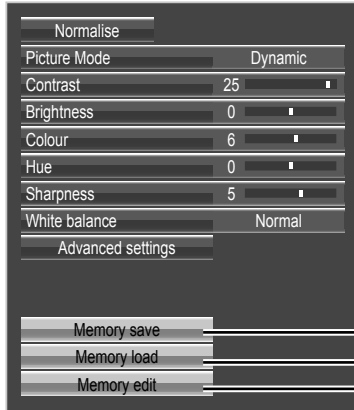 Normalise
Picture Mode Dynamic
Contrast 25
Brightness 0
Colour 6
Hue 0
Sharpness 5
White balance Normal
Advanced settings
Memory save
Memory load
Memory edit